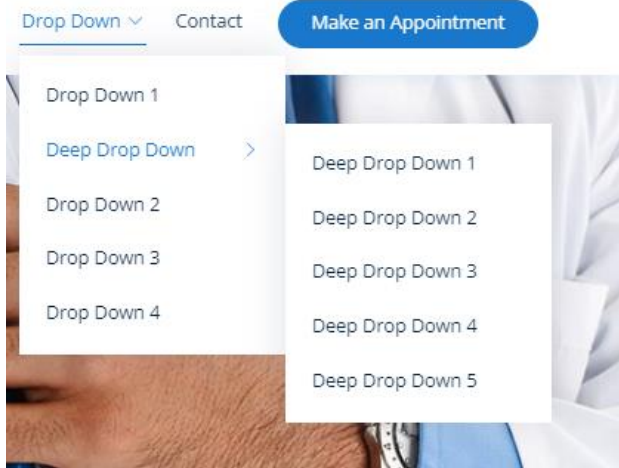 Drop Down Contact Make an Appointment
Drop Down 1
Deep Drop Down
Drop Down 2
Drop Down 3
Drop Down 4
Deep Drop Down 1
Deep Drop Down 2
Deep Drop Down 3
Deep Drop Down 4
Deep Drop Down 5